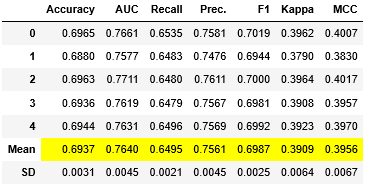 Accuracy AUC Recall Prec. F1 Kappa MCC
0 0.6965 0.7661 0.6535 0.7581 0.7019 0.3962 0.4007
1 0.6880 0.7577 0.6483 0.7476 0.6944 0.3790 0.3830
2 0.6963 0.7711 0.6480 0.7611 0.7000 0.3964 0.4017
3 0.6936 0.7619 0.6479 0.7567 0.6981 0.3908 0.3957
4 0.6944 0.7631 0.6496 0.7569 0.6992 0.3923 0.3970
Mean 0.6937 0.7640 0.6495 0.7561 0.6987 0.3909 0.3956
SD 0.0031 0.0045 0.0021 0.0045 0.0025 0.0064 0.0067